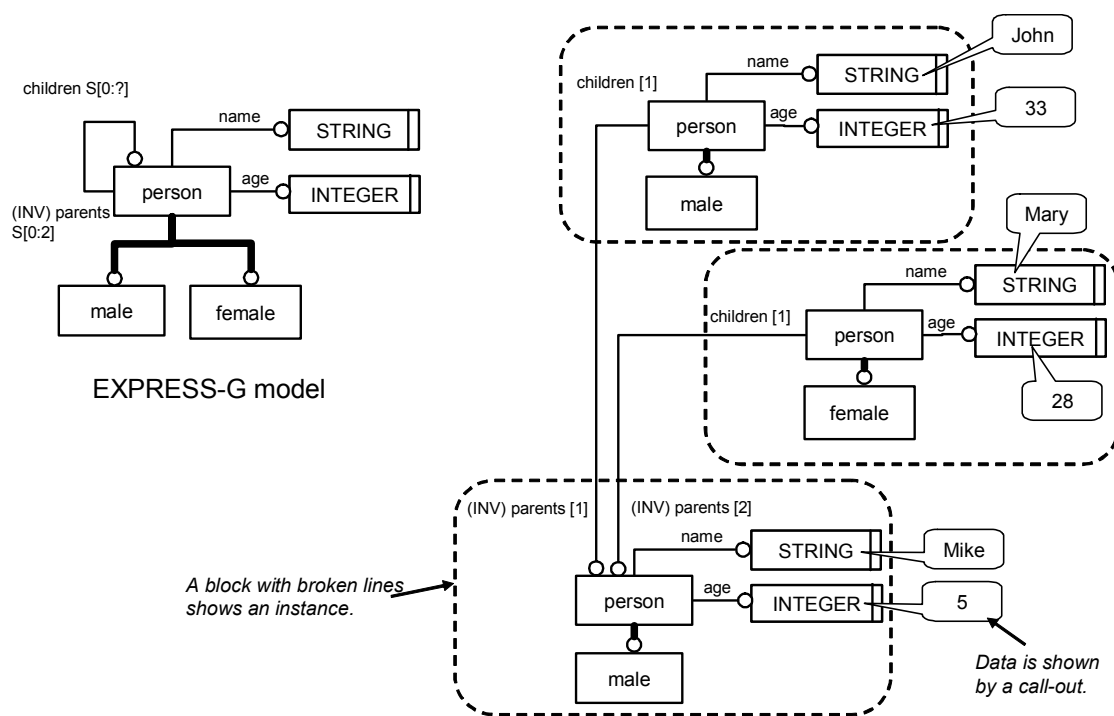 children S[0:?]
name
STRING
person
age
INTEGER
(INV) parents
S[0:2]
male
female
EXPRESS-G model
John
name
STRING
children [1]
person
age
INTEGER
33
male
Mary
name
STRING
children [1]
person
age
INTEGER
female
28
(INV) parents [1]
(INV) parents [2]
name
STRING
Mike
person
age
INTEGER
5
male
A block with broken lines
shows an instance.
Data is shown
by a call-out.